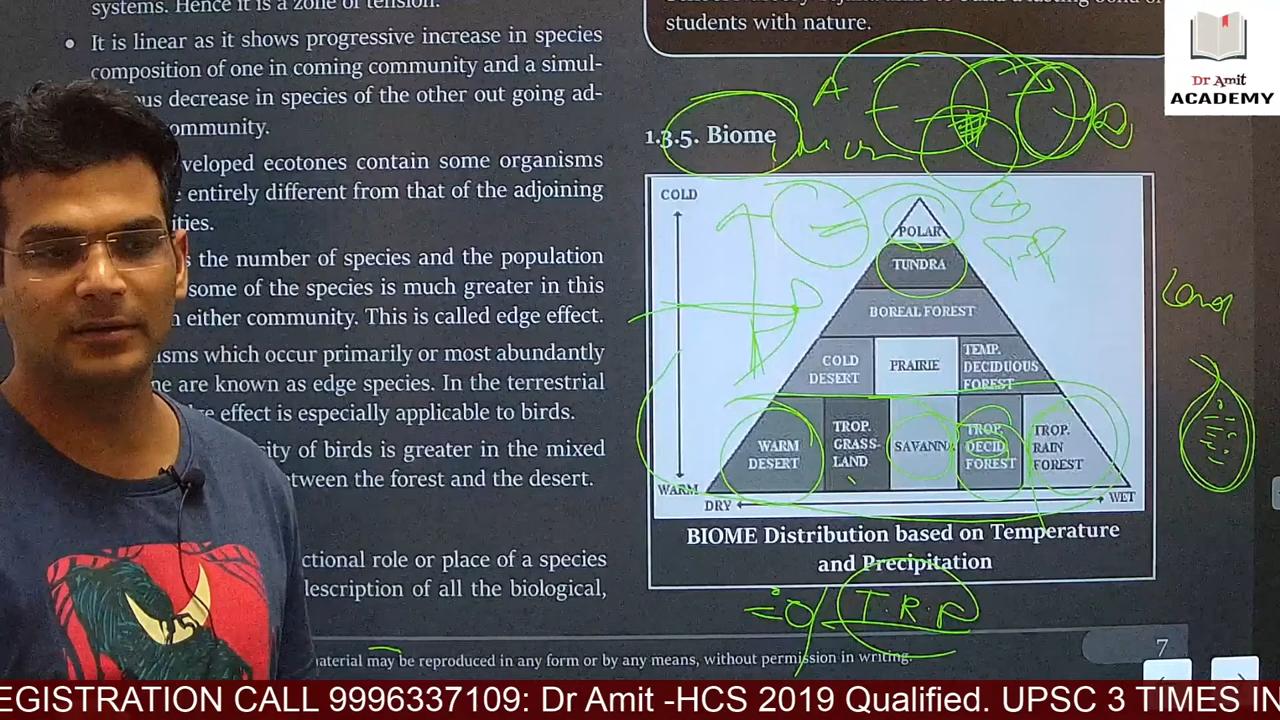 systems. Hence it is a zone of tension.
• It is linear as it shows progressive increase in species
composition of one in coming community and a simul-
us decrease in species of the other out going ad-
ommunity.
veloped ecotones contain some organisms
entirely different from that of the adjoining
ities.
the number of species and the population
some of the species is much greater in this
either community. This is called edge effect.
isms which occur primarily or most abundantly
ne are known as edge species. In the terrestrial
effect is especially applicable to birds.
sity of birds is greater in the mixed
etween the forest and the desert.
ctional role or place of a species
description of all the biological,
students with nature.
Dr Amit
ACADEMY
A
1.3.5. Biome
COLD
POLAR
TUNDRA
BOREAL FOREST
COLD DESERT
PRAIRIE
TEMP. DECIDUOUS FOREST
WARM DESERT
TROP. GRASS-LAND
SAVANN
TROP. DECID FOREST
TROP. RAIN FOREST
WARM
DRY
WET
BIOME Distribution based on Temperature
and Precipitation
T.R.F
7
material may be reproduced in any form or by any means, without permission in writing.
EGISTRATION CALL 9996337109: Dr Amit -HCS 2019 Qualified. UPSC 3 TIMES IN